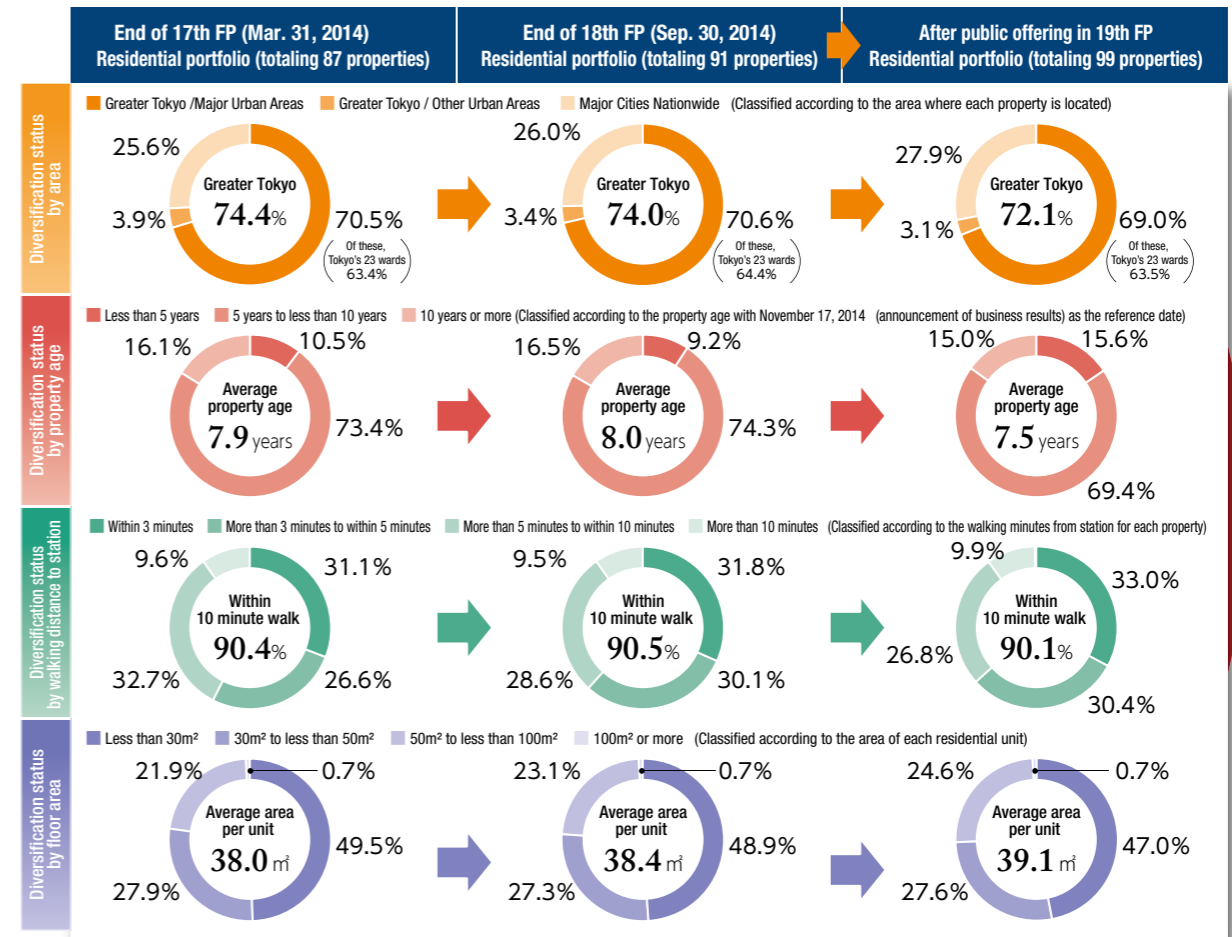 End of 17th FP (Mar. 31, 2014)
Residential portfolio (totaling 87 properties)
End of 18th FP (Sep. 30, 2014)
Residential portfolio (totaling 91 properties)
After public offering in 19th FP
Residential portfolio (totaling 99 properties)
Diversification status
by area
Greater Tokyo /Major Urban Areas
Greater Tokyo / Other Urban Areas
Major Cities Nationwide (Classified according to the area where each property is located)
25.6%
Greater Tokyo
74.4%
3.9%
70.5%
(Of these,
Tokyo's 23 wards
63.4%)
26.0%
Greater Tokyo
74.0%
3.4%
70.6%
(Of these,
Tokyo's 23 wards
64.4%)
27.9%
Greater Tokyo
72.1%
3.1%
69.0%
(Of these,
Tokyo's 23 wards
63.5%)
Diversification status
by property age
Less than 5 years
5 years to less than 10 years
10 years or more (Classified according to the property age with November 17, 2014 (announcement of business results) as the reference date)
16.1%
10.5%
Average
property age
7.9 years
73.4%
16.5%
9.2%
Average
property age
8.0 years
74.3%
15.0%
15.6%
Average
property age
7.5 years
69.4%
Diversification status
by walking distance to station
Within 3 minutes
More than 3 minutes to within 5 minutes
More than 5 minutes to within 10 minutes
More than 10 minutes (Classified according to the walking minutes from station for each property)
9.6%
31.1%
Within
10 minute walk
90.4%
32.7%
26.6%
9.5%
31.8%
Within
10 minute walk
90.5%
28.6%
30.1%
9.9%
33.0%
Within
10 minute walk
90.1%
26.8%
30.4%
Diversification status
by floor area
Less than 30m²
30m² to less than 50m²
50m² to less than 100m²
100m² or more (Classified according to the area of each residential unit)
21.9%
0.7%
Average area
per unit
38.0 ㎡
49.5%
27.9%
23.1%
0.7%
Average area
per unit
38.4 ㎡
48.9%
27.3%
24.6%
0.7%
Average area
per unit
39.1 ㎡
47.0%
27.6%